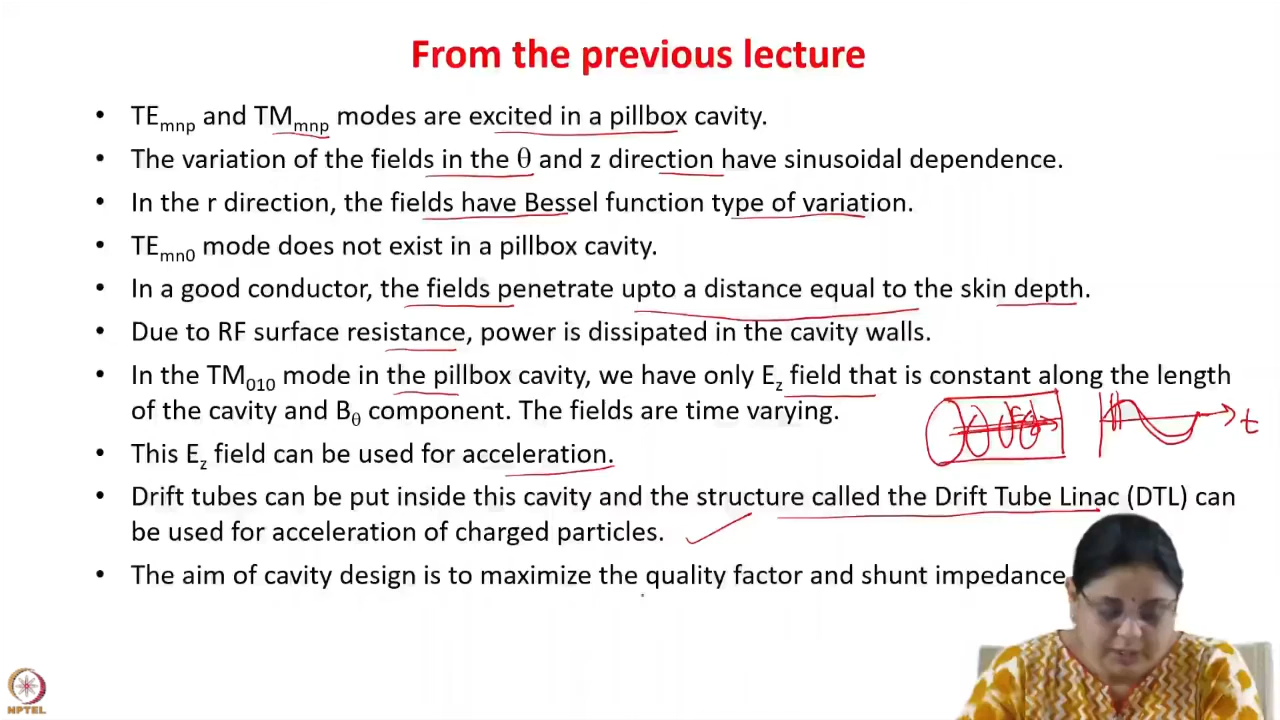 From the previous lecture
• TEmnp and TMmnp modes are excited in a pillbox cavity.
• The variation of the fields in the θ and z direction have sinusoidal dependence.
• In the r direction, the fields have Bessel function type of variation.
• TEmn0 mode does not exist in a pillbox cavity.
• In a good conductor, the fields penetrate upto a distance equal to the skin depth.
• Due to RF surface resistance, power is dissipated in the cavity walls.
• In the TM010 mode in the pillbox cavity, we have only Ez field that is constant along the length
of the cavity and Bθ component. The fields are time varying.
t
• This Ez field can be used for acceleration.
• Drift tubes can be put inside this cavity and the structure called the Drift Tube Linac (DTL) can
be used for acceleration of charged particles.
• The aim of cavity design is to maximize the quality factor and shunt impedance
NPTEL